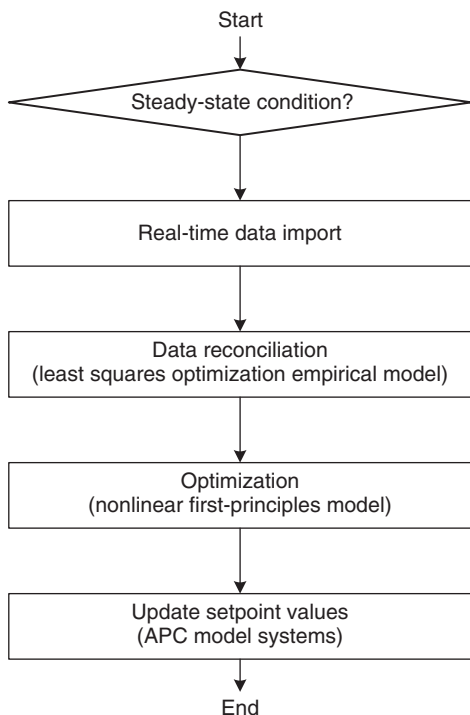 Start
Steady-state condition?
Real-time data import
Data reconciliation
(least squares optimization empirical model)
Optimization
(nonlinear first-principles model)
Update setpoint values
(APC model systems)
End